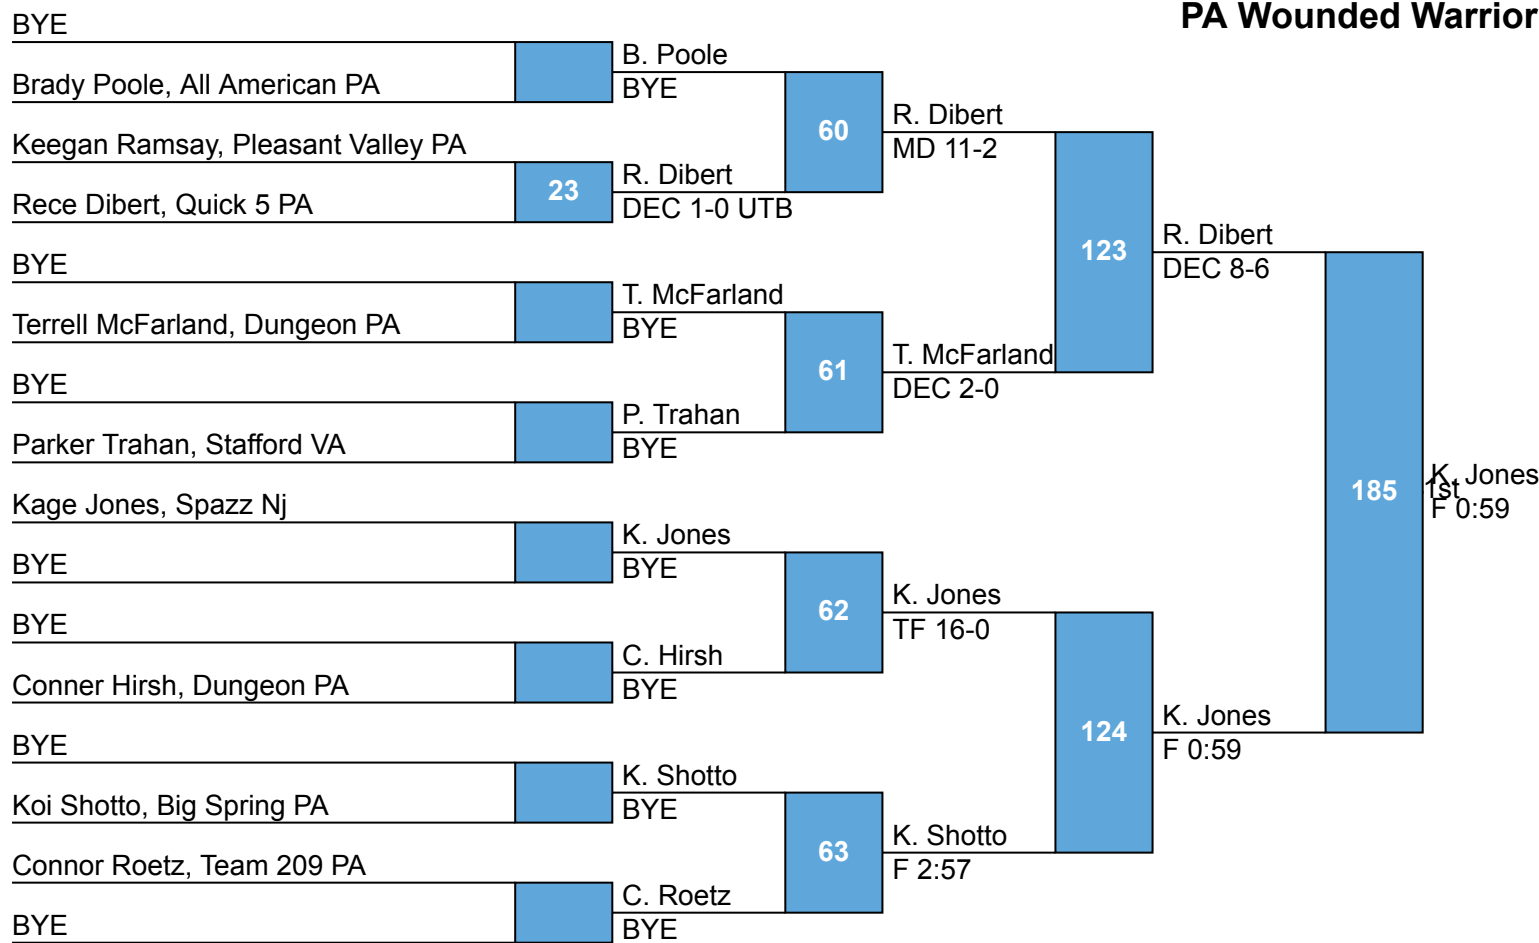 PA Wounded Warrior
BYE
Brady Poole, All American PA
Keegan Ramsay, Pleasant Valley PA
Rece Dibert, Quick 5 PA
BYE
Terrell McFarland, Dungeon PA
BYE
Parker Trahan, Stafford VA
Kage Jones, Spazz Nj
BYE
BYE
Conner Hirsh, Dungeon PA
BYE
Koi Shotto, Big Spring PA
Connor Roetz, Team 209 PA
BYE
23
B. Poole
BYE
R. Dibert
DEC 1-0 UTB
T. McFarland
BYE
P. Trahan
BYE
K. Jones
BYE
C. Hirsh
BYE
K. Shotto
BYE
C. Roetz
BYE
60
61
62
63
R. Dibert
MD 11-2
T. McFarland
DEC 2-0
K. Jones
TF 16-0
K. Shotto
F 2:57
123
124
R. Dibert
DEC 8-6
K. Jones
F 0:59
185
K. Jones
1st
F 0:59